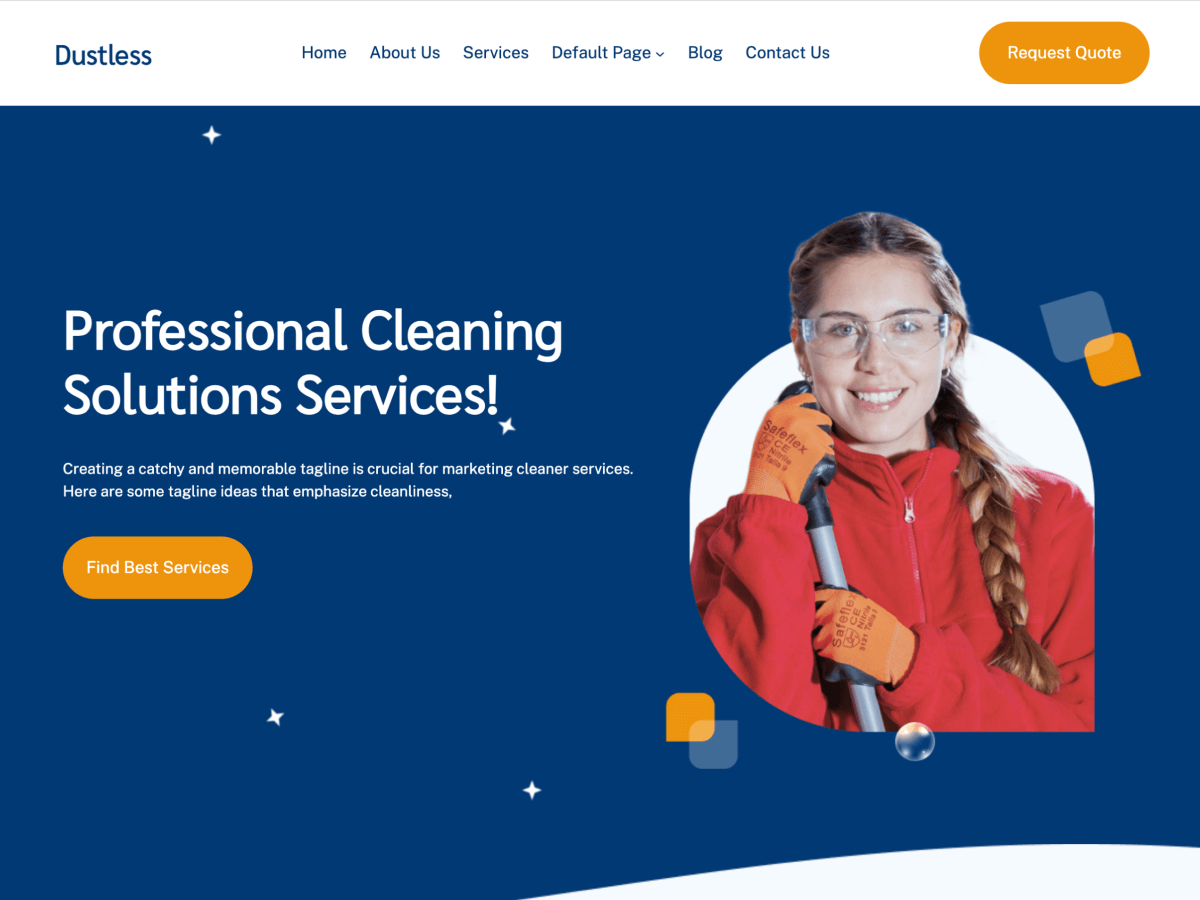 Dustless
Home
About Us
Services
Default Page
Blog
Contact Us
Request Quote
Professional Cleaning
Solutions Services!
Creating a catchy and memorable tagline is crucial for marketing cleaner services.
Here are some tagline ideas that emphasize cleanliness,
Find Best Services
Safeflex
CE
Nitrile
Safeflex
CE
Nitrile